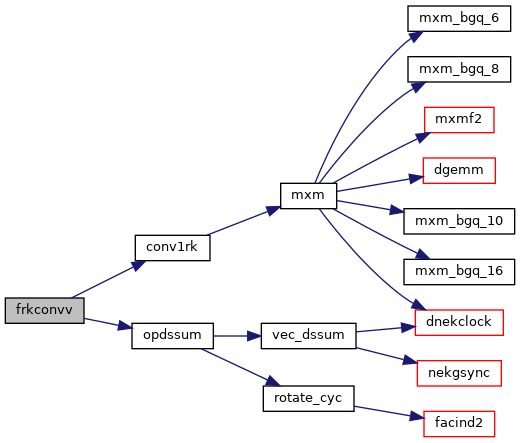 mxm_bgq_6
mxm_bgq_8
mxmf2
mxm
dgemm
mxm_bgq_10
conv1rk
mxm_bgq_16
frkconvv
dnekclock
opdssum
vec_dssum
nekgsync
rotate_cyc
facind2